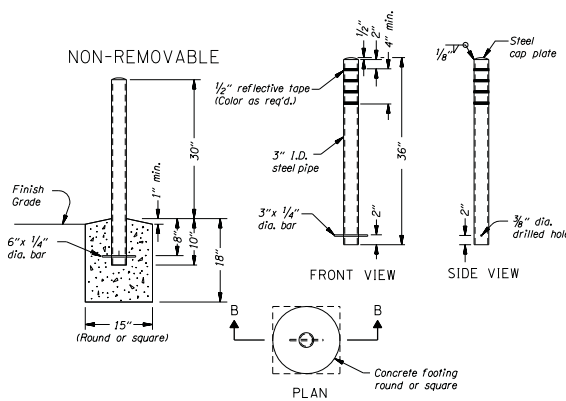 NON-REMOVABLE
30"
1" min.
Finish
Grade
6"x 1/4"
dia. bar
8"
10"
18"
15"
(Round or square)
1/2"
2"
4" min.
1/2" reflective tape
(Color as req'd.)
3" I.D.
steel pipe
36"
3"x 1/4"
dia. bar
2"
FRONT VIEW
1/8"
Steel
cap plate
2"
3/8" dia.
drilled hole
SIDE VIEW
B
B
Concrete footing
round or square
PLAN